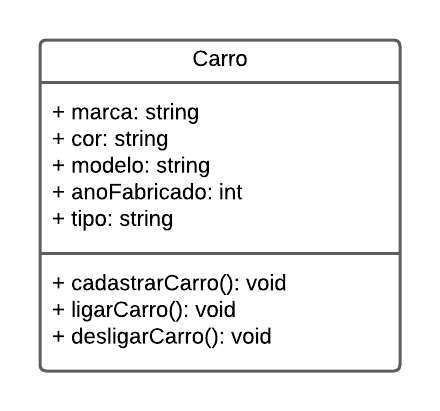 Carro
+ marca: string
+ cor: string
+ modelo: string
+ anoFabricado: int
+ tipo: string
+ cadastrarCarro(): void
+ ligarCarro(): void
+ desligarCarro(): void